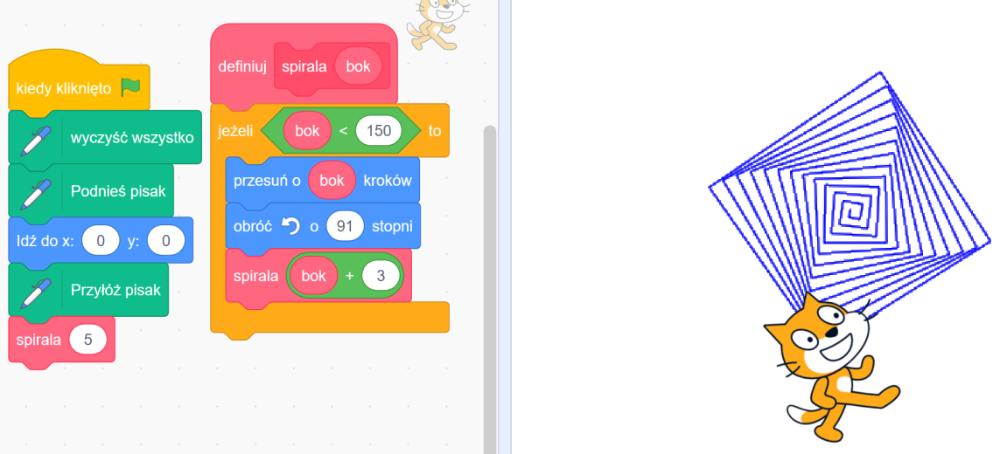 kiedy kliknięto
wyczyść wszystko
Podnieś pisak
Idź do x: 0 y: 0
Przyłóż pisak
spirala 5
definiuj spirala bok
jeżeli bok < 150 to
przesuń o bok kroków
obróć o 91 stopni
spirala bok + 3